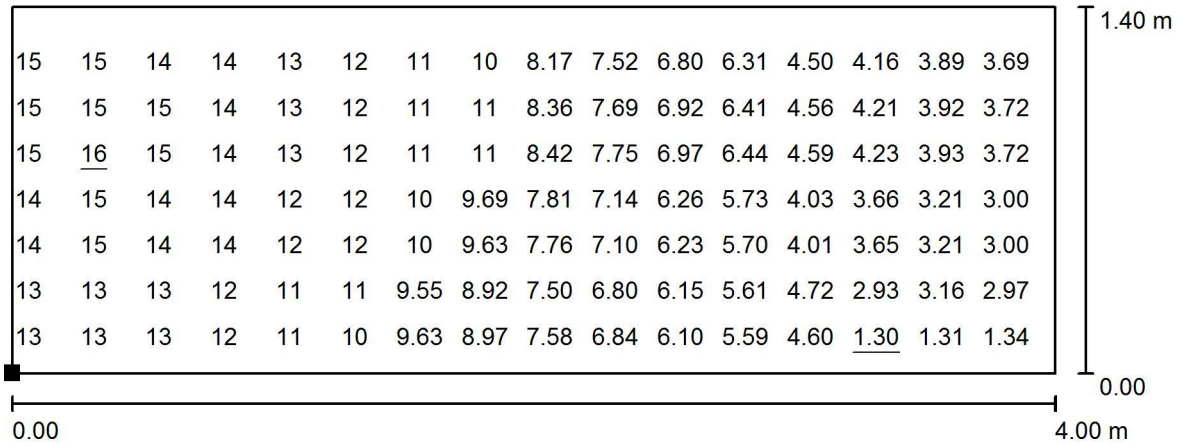 1.40 m
15 15 14 14 13 12 11 10 8.17 7.52 6.80 6.31 4.50 4.16 3.89 3.69
15 15 15 14 13 12 11 11 8.36 7.69 6.92 6.41 4.56 4.21 3.92 3.72
15 16 15 14 13 12 11 11 8.42 7.75 6.97 6.44 4.59 4.23 3.93 3.72
14 15 14 14 12 12 10 9.69 7.81 7.14 6.26 5.73 4.03 3.66 3.21 3.00
14 15 14 14 12 12 10 9.63 7.76 7.10 6.23 5.70 4.01 3.65 3.21 3.00
13 13 13 12 11 11 9.55 8.92 7.50 6.80 6.15 5.61 4.72 2.93 3.16 2.97
13 13 13 12 11 10 9.63 8.97 7.58 6.84 6.10 5.59 4.60 1.30 1.31 1.34
0.00
0.00 4.00 m